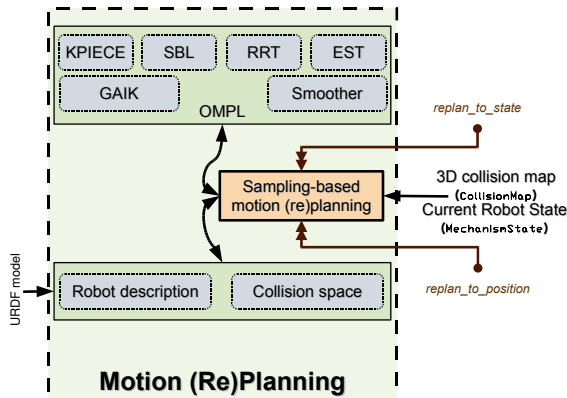 KPIECE SBL RRT EST
GAIK Smoother
OMPL
replan_to_state
Sampling-based
motion (re)planning
3D collision map
(CollisionMap)
Current Robot State
(MechanismState)
URDF model
Robot description Collision space
replan_to_position
Motion (Re)Planning